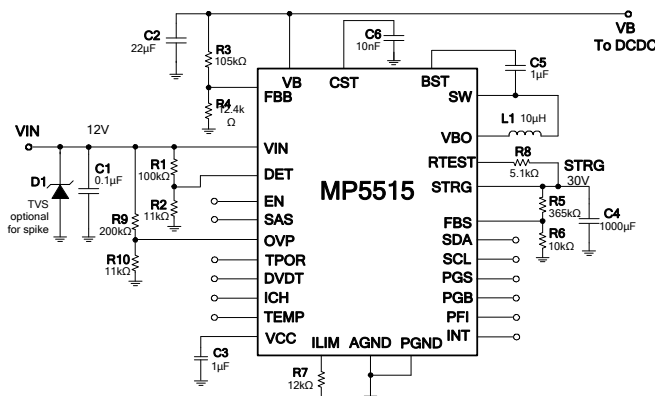 C2
22µF
R3
105kΩ
C6
10nF
VB
To DCDC
VB
CST
BST
C5
1µF
FBB
SW
R4
12.4k
Ω
VBO
L1 10µH
VIN
12V
VIN
RTEST
R8
5.1kΩ
STRG
30V
R1
100kΩ
DET
MP5515
STRG
D1
C1
0.1µF
R5
365kΩ
C4
1000µF
TVS
optional
for spike
R2
11kΩ
EN
SAS
FBS
R9
200kΩ
OVP
SDA
R6
10kΩ
R10
11kΩ
TPOR
SCL
DVDT
PGS
ICH
PGB
TEMP
PFI
VCC
INT
C3
1µF
ILIM
AGND
PGND
R7
12kΩ